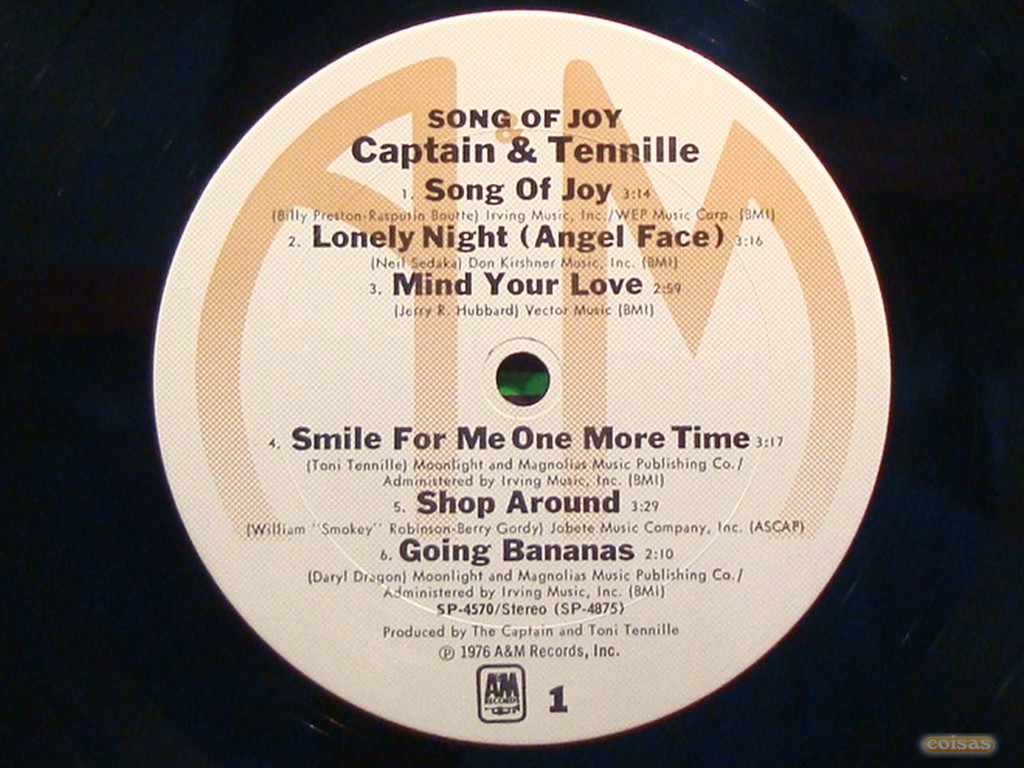 SONG OF JOY
Captain & Tennille
1. Song Of Joy 3:14
(Billy Preston-Rasputin Boutte) Irving Music, Inc./WEP Music Corp. (BMI)
2. Lonely Night (Angel Face) 3:16
(Neil Sedaka) Don Kirshner Music, Inc. (BMI)
3. Mind Your Love 2:59
(Jerry R. Hubbard) Vector Music (BMI)
4. Smile For Me One More Time 3:17
(Toni Tennille) Moonlight and Magnolias Music Publishing Co./
Administered by Irving Music, Inc. (BMI)
5. Shop Around 3:29
(William "Smokey" Robinson-Berry Gordy) Jobete Music Company, Inc. (ASCAP)
6. Going Bananas 2:10
(Daryl Dragon) Moonlight and Magnolias Music Publishing Co./
Administered by Irving Music, Inc. (BMI)
SP-4570/Stereo (SP-4875)
Produced by The Captain and Toni Tennille
℗ 1976 A&M Records, Inc.
A&M RECORDS 1
coisas